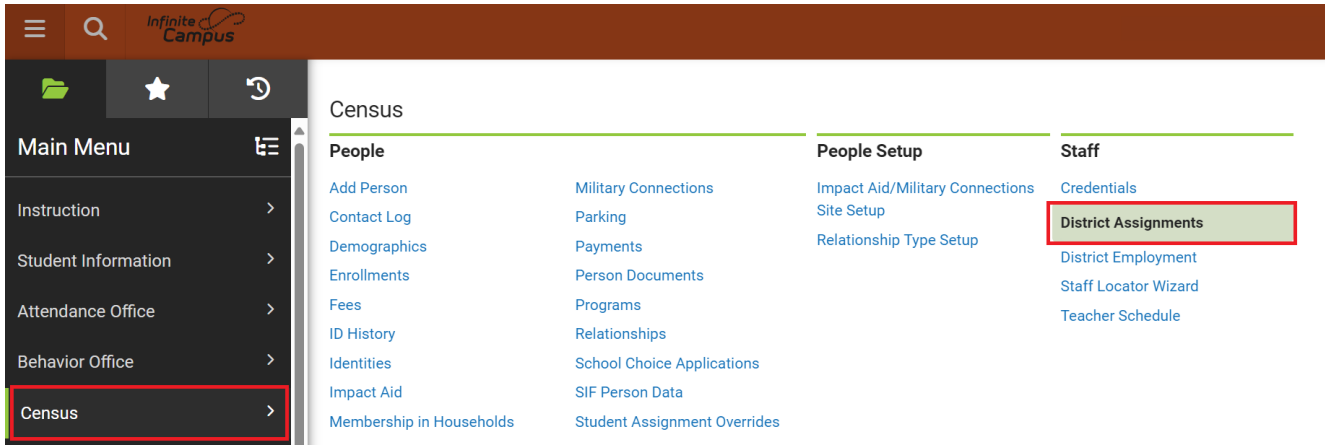 Infinite
Campus
Main Menu
Instruction
Student Information
Attendance Office
Behavior Office
Census
Census
People
Add Person
Contact Log
Demographics
Enrollments
Fees
ID History
Identities
Impact Aid
Membership in Households
Military Connections
Parking
Payments
Person Documents
Programs
Relationships
School Choice Applications
SIF Person Data
Student Assignment Overrides
People Setup
Impact Aid/Military Connections
Site Setup
Relationship Type Setup
Staff
Credentials
District Assignments
District Employment
Staff Locator Wizard
Teacher Schedule